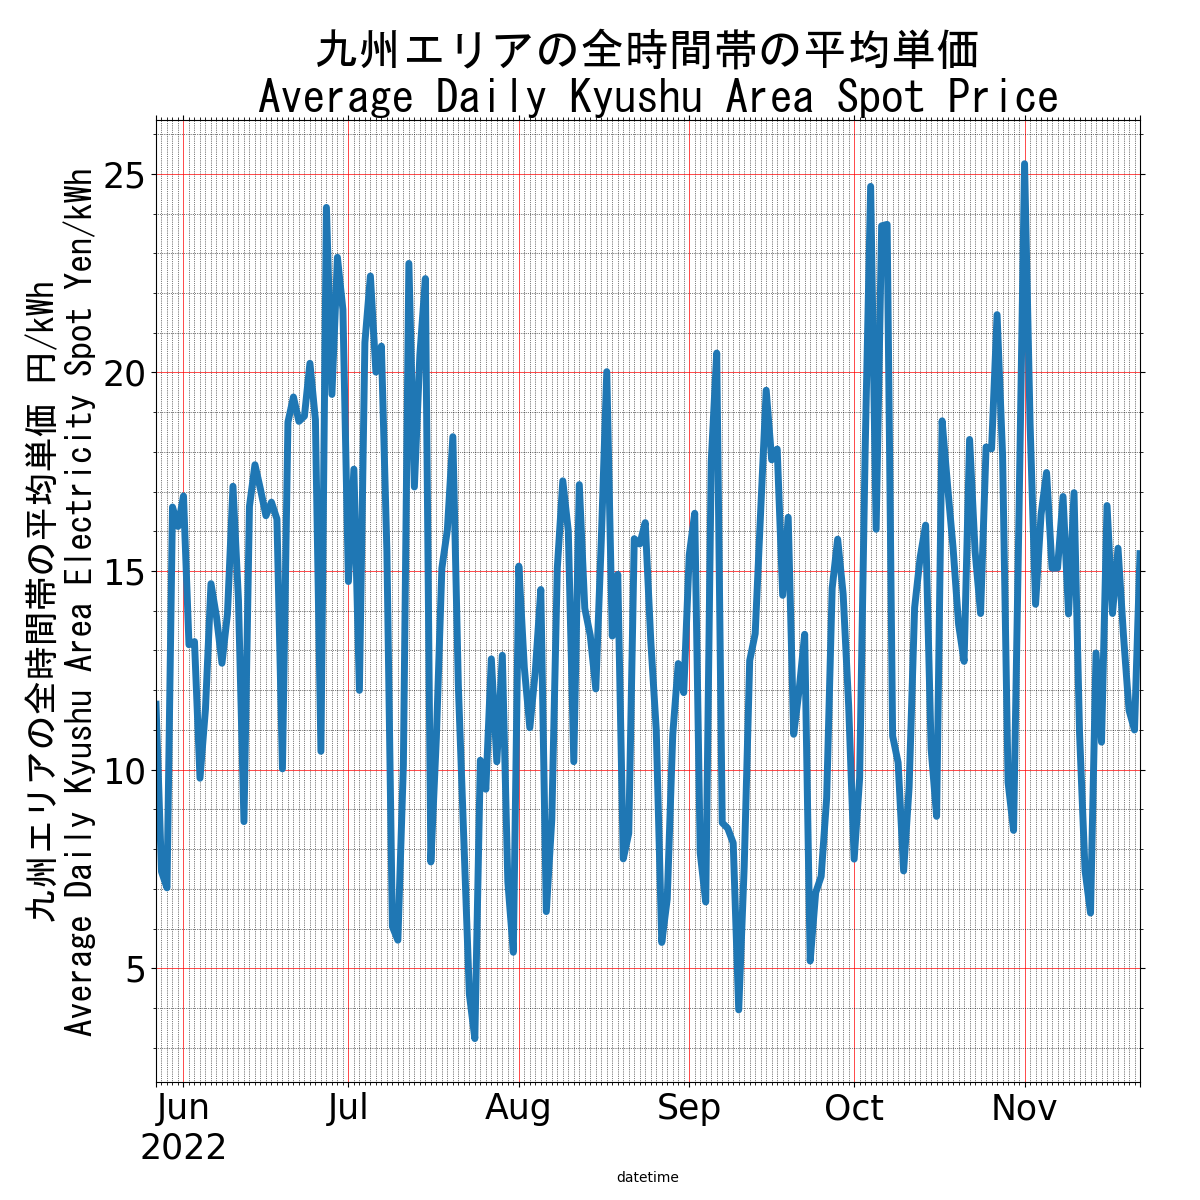 九州エリアの全時間帯の平均単価
Average Daily Kyushu Area Spot Price
九州エリアの全時間帯の平均単価 円/kWh
Average Daily Kyushu Area Electricity Spot Yen/kWh
25
20
15
10
5
Jun Jul Aug Sep Oct Nov
2022
datetime